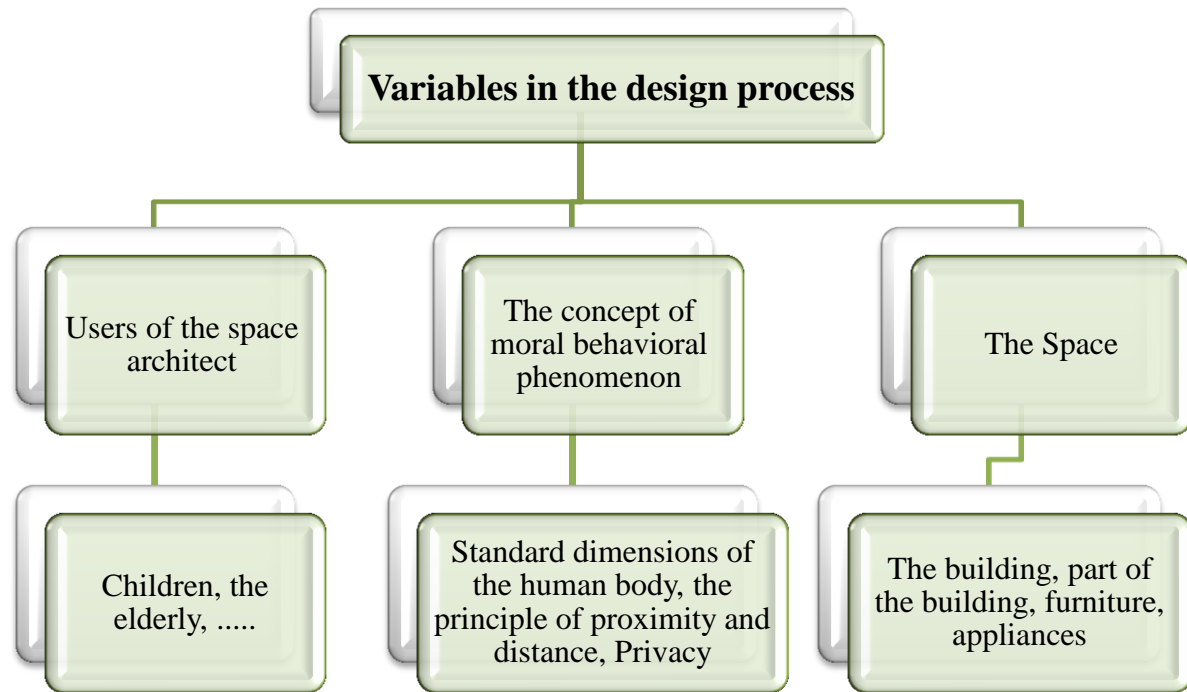 Variables in the design process
Users of the space
architect
The concept of
moral behavioral
phenomenon
The Space
Children, the
elderly, .....
Standard dimensions of
the human body, the
principle of proximity and
distance, Privacy
The building, part of
the building, furniture,
appliances